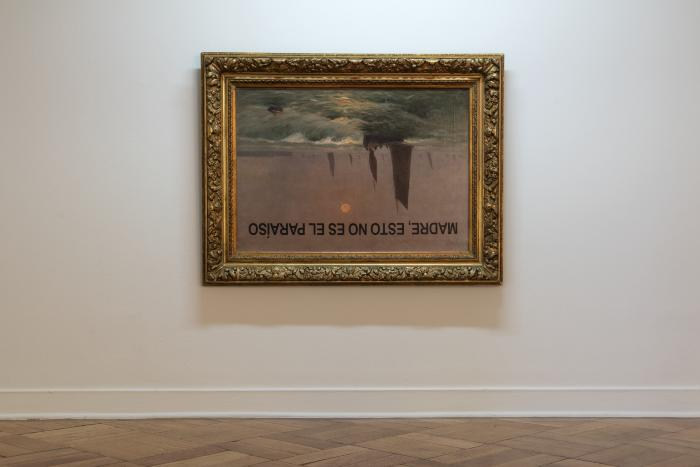 MADRE, ESTO NO ES EL PARAÍSO